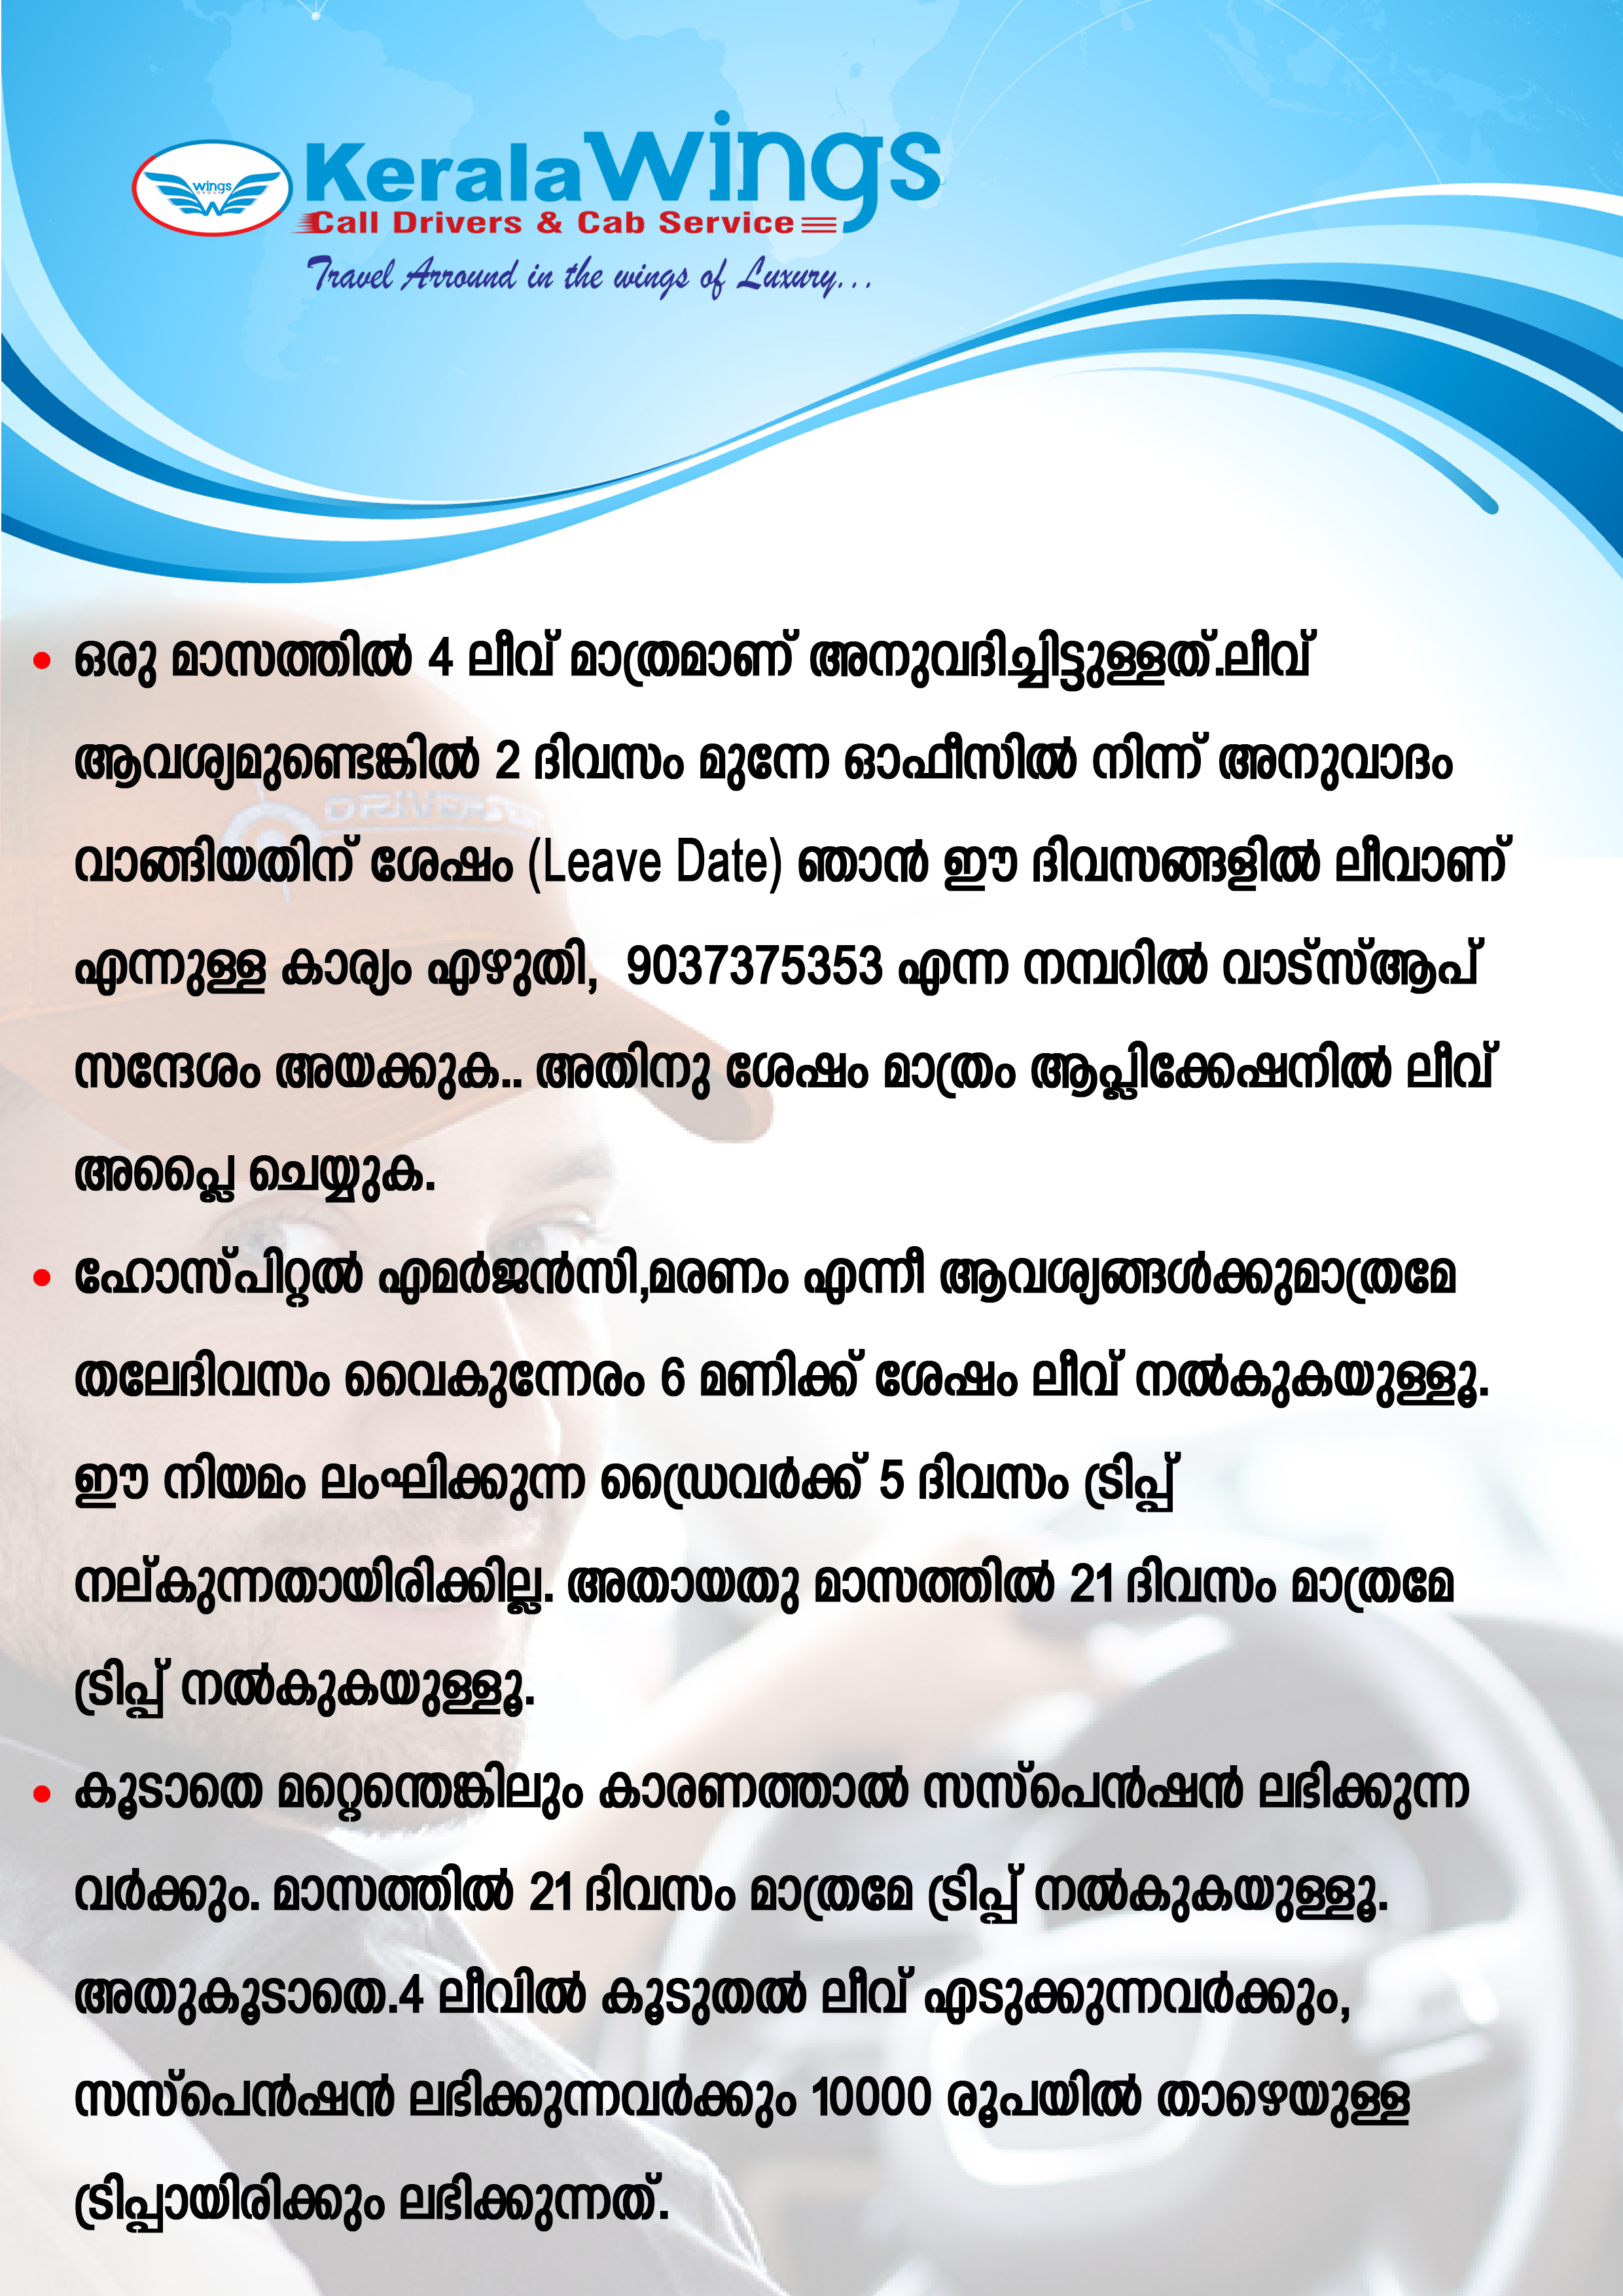 wings
GROUP
W
Kerala wings
Call Drivers & Cab Service
Travel Arround in the wings of Luxury...
• ഒരു മാസത്തിൽ 4 ലീവ് മാത്രമാണ് അനുവദിച്ചിട്ടുള്ളത്.ലീവ്
ആവശ്യമുണ്ടെങ്കിൽ 2 ദിവസം മുന്നേ ഓഫീസിൽ നിന്ന് അനുവാദം
വാങ്ങിയതിന് ശേഷം (Leave Date) ഞാൻ ഈ ദിവസങ്ങളിൽ ലീവാണ്
എന്നുള്ള കാര്യം എഴുതി, 9037375353 എന്ന നമ്പറിൽ വാട്സ്ആപ്
സന്ദേശം അയക്കുക.. അതിനു ശേഷം മാത്രം ആപ്ലിക്കേഷനിൽ ലീവ്
അപ്ലൈ ചെയ്യുക.
• ഹോസ്പിറ്റൽ എമർജൻസി,മരണം എന്നീ ആവശ്യങ്ങൾക്കുമാത്രമേ
തലേദിവസം വൈകുന്നേരം 6 മണിക്ക് ശേഷം ലീവ് നൽകുകയുള്ളൂ.
ഈ നിയമം ലംഘിക്കുന്ന ഡ്രൈവർക്ക് 5 ദിവസം ട്രിപ്പ്
നല്കുന്നതായിരിക്കില്ല. അതായതു മാസത്തിൽ 21 ദിവസം മാത്രമേ
ട്രിപ്പ് നൽകുകയുള്ളൂ.
• കൂടാതെ മറ്റെന്തെങ്കിലും കാരണത്താൽ സസ്പെൻഷൻ ലഭിക്കുന്ന
വർക്കും. മാസത്തിൽ 21 ദിവസം മാത്രമേ ട്രിപ്പ് നൽകുകയുള്ളൂ.
അതുകൂടാതെ.4 ലീവിൽ കൂടുതൽ ലീവ് എടുക്കുന്നവർക്കും,
സസ്പെൻഷൻ ലഭിക്കുന്നവർക്കും 10000 രൂപയിൽ താഴെയുള്ള
ട്രിപ്പായിരിക്കും ലഭിക്കുന്നത്.